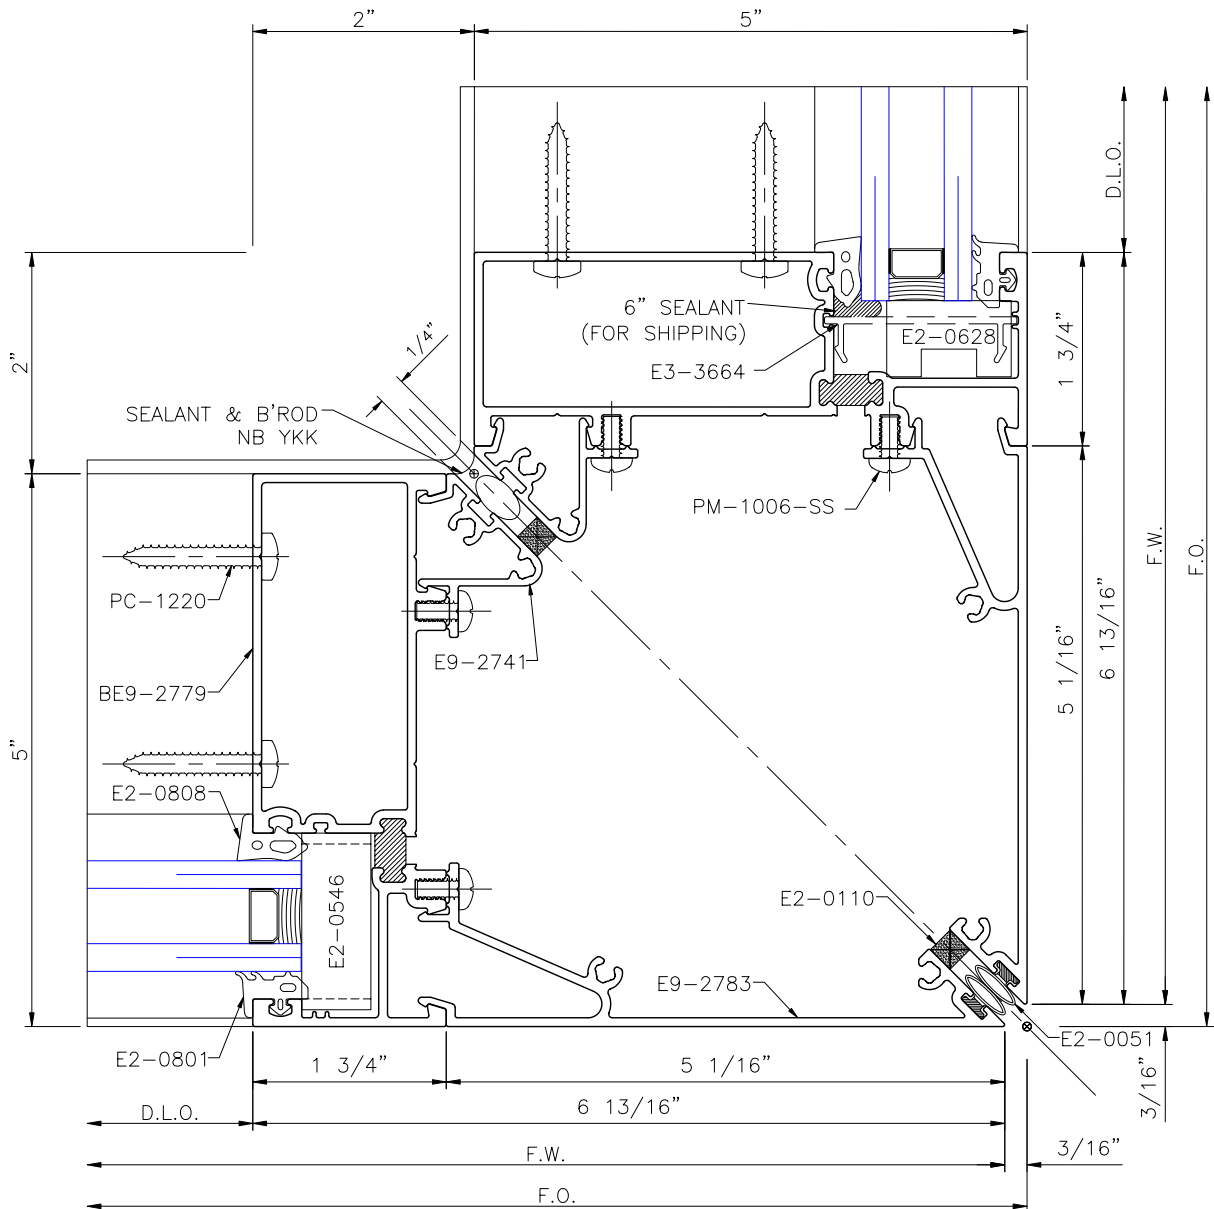 2”
5”
D.L.O.
F.W.
F.O.
6” SEALANT
(FOR SHIPPING)
E2-0628
E3-3664
1 3/4”
2”
1/4”
SEALANT & B’ROD
NB YKK
PM-1006-SS
PC-1220
E9-2741
BE9-2779
5 1/16”
6 13/16”
5”
E2-0808
E2-0546
E2-0110
E9-2783
E2-0801
E2-0051
1 3/4”
5 1/16”
3/16”
D.L.O.
6 13/16”
F.W.
3/16”
F.O.